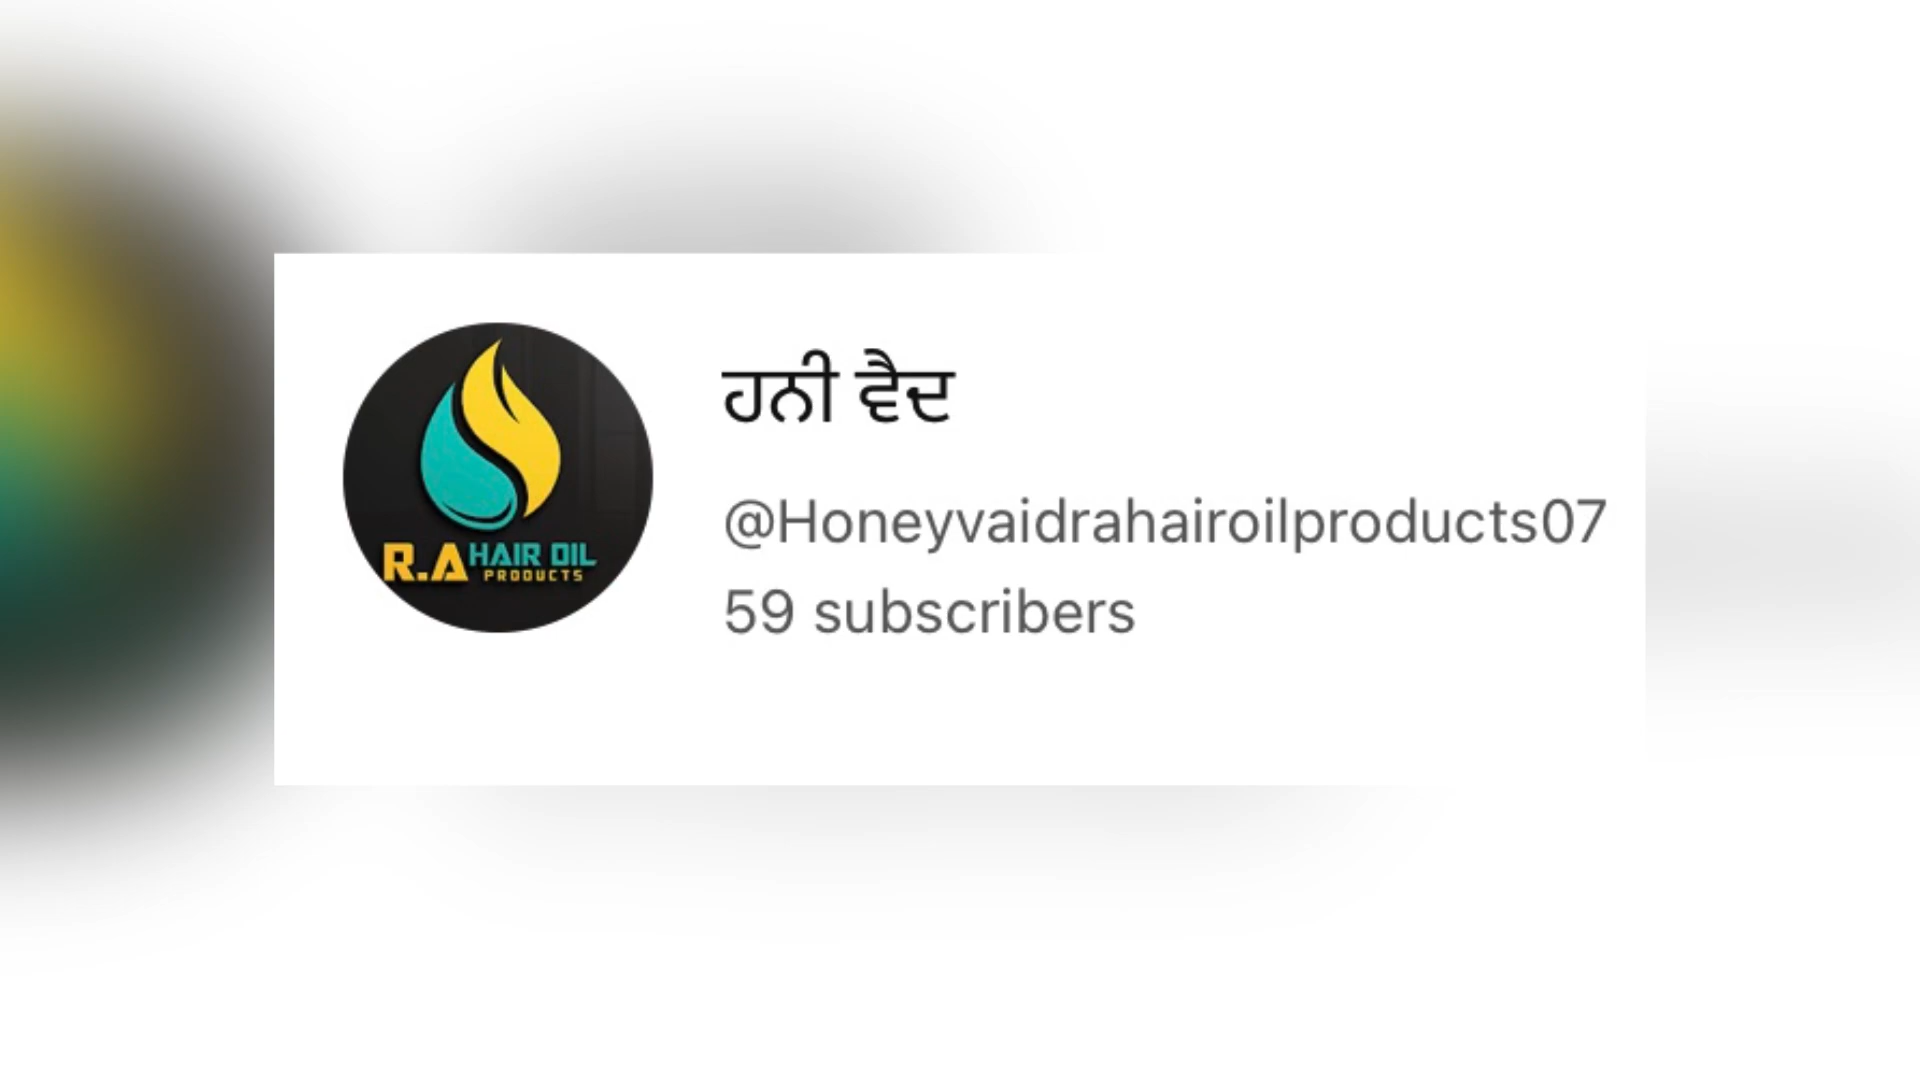 ਹਨੀ ਵੈਦ
@Honeyvaidrahairoilproducts07
59 subscribers
R.A HAIR OIL
PRODUCTS